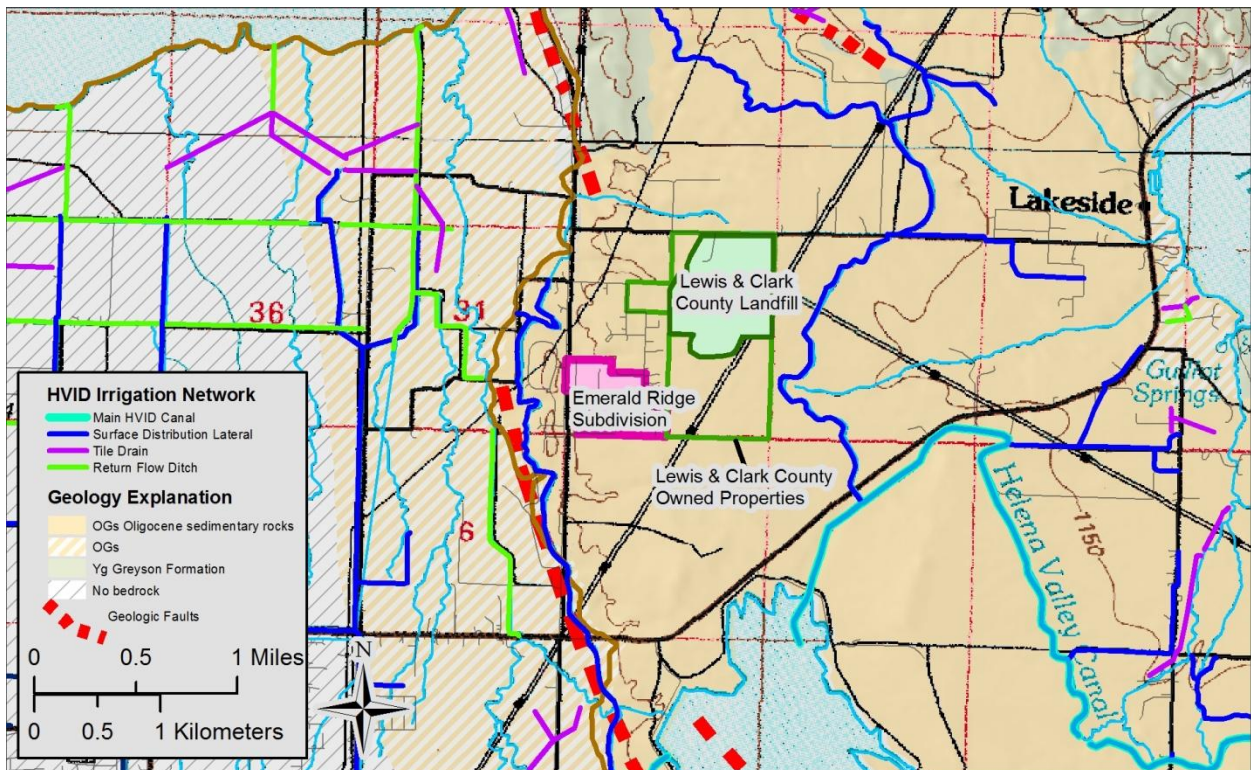 Lakeside
Lewis & Clark
County Landfill
36
31
Emerald Ridge
Subdivision
Lewis & Clark County
Owned Properties
Springs
6
Helena Valley Canal
1150
HVID Irrigation Network
Main HVID Canal
Surface Distribution Lateral
Tile Drain
Return Flow Ditch
Geology Explanation
OGs Oligocene sedimentary rocks
OGs
Yg Greyson Formation
No bedrock
Geologic Faults
0 0.5 1 Miles
0 0.5 1 Kilometers
N